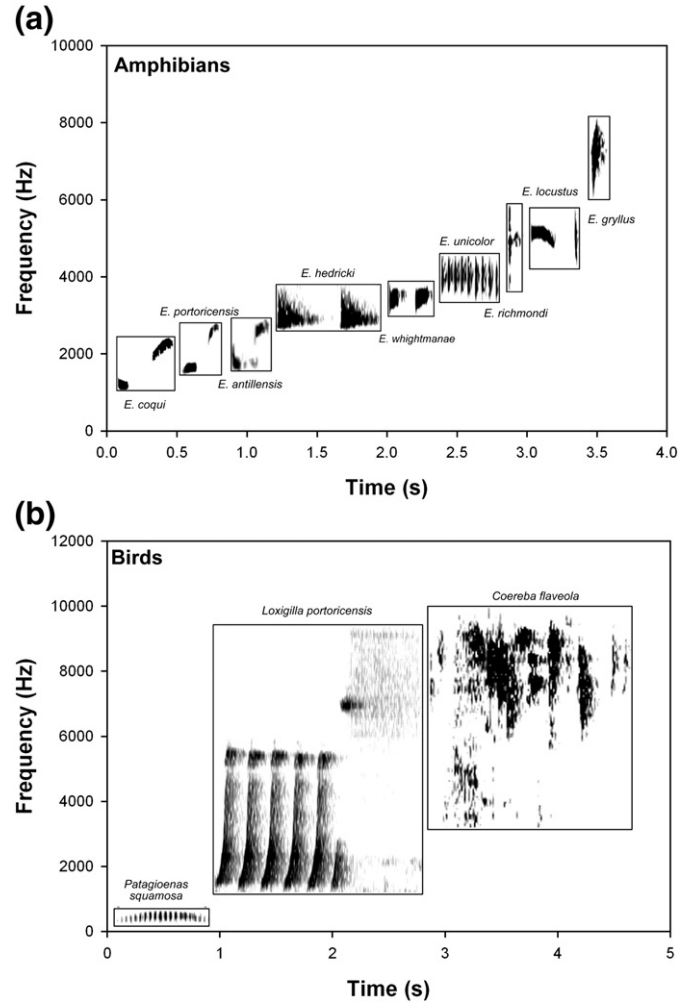 (a)
10000
Amphibians
8000
6000
4000
2000
0
Frequency (Hz)
E. locustus
E. gryllus
E. unicolor
E. hedricki
E. richmondi
E. portoricensis
E. whightmanae
E. antillensis
E. coqui
0.0 0.5 1.0 1.5 2.0 2.5 3.0 3.5 4.0
Time (s)
(b)
12000
Birds
10000
8000
6000
4000
2000
0
Frequency (Hz)
Coereba flaveola
Loxigilla portoricensis
Patagioenas
squamosa
0 1 2 3 4 5
Time (s)